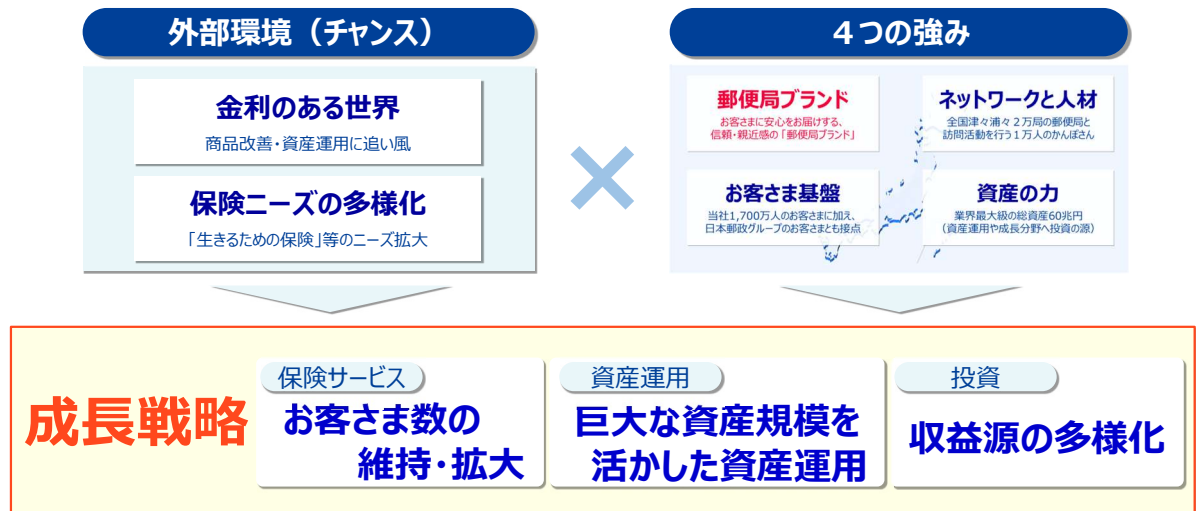 外部環境（チャンス）
金利のある世界
商品改善・資産運用に追い風
保険ニーズの多様化
「生きるための保険」等のニーズ拡大
×
４つの強み
郵便局ブランド
お客さまに安心をお届けする、
信頼・親近感の「郵便局ブランド」
ネットワークと人材
全国津々浦々２万局の郵便局と
訪問活動を行う１万人のかんぽさん
お客さま基盤
当社1,700万人のお客さまに加え、
日本郵政グループのお客さまとも接点
資産の力
業界最大級の総資産60兆円
（資産運用や成長分野へ投資の源）
成長戦略
保険サービス
お客さま数の
維持・拡大
資産運用
巨大な資産規模を
活かした資産運用
投資
収益源の多様化